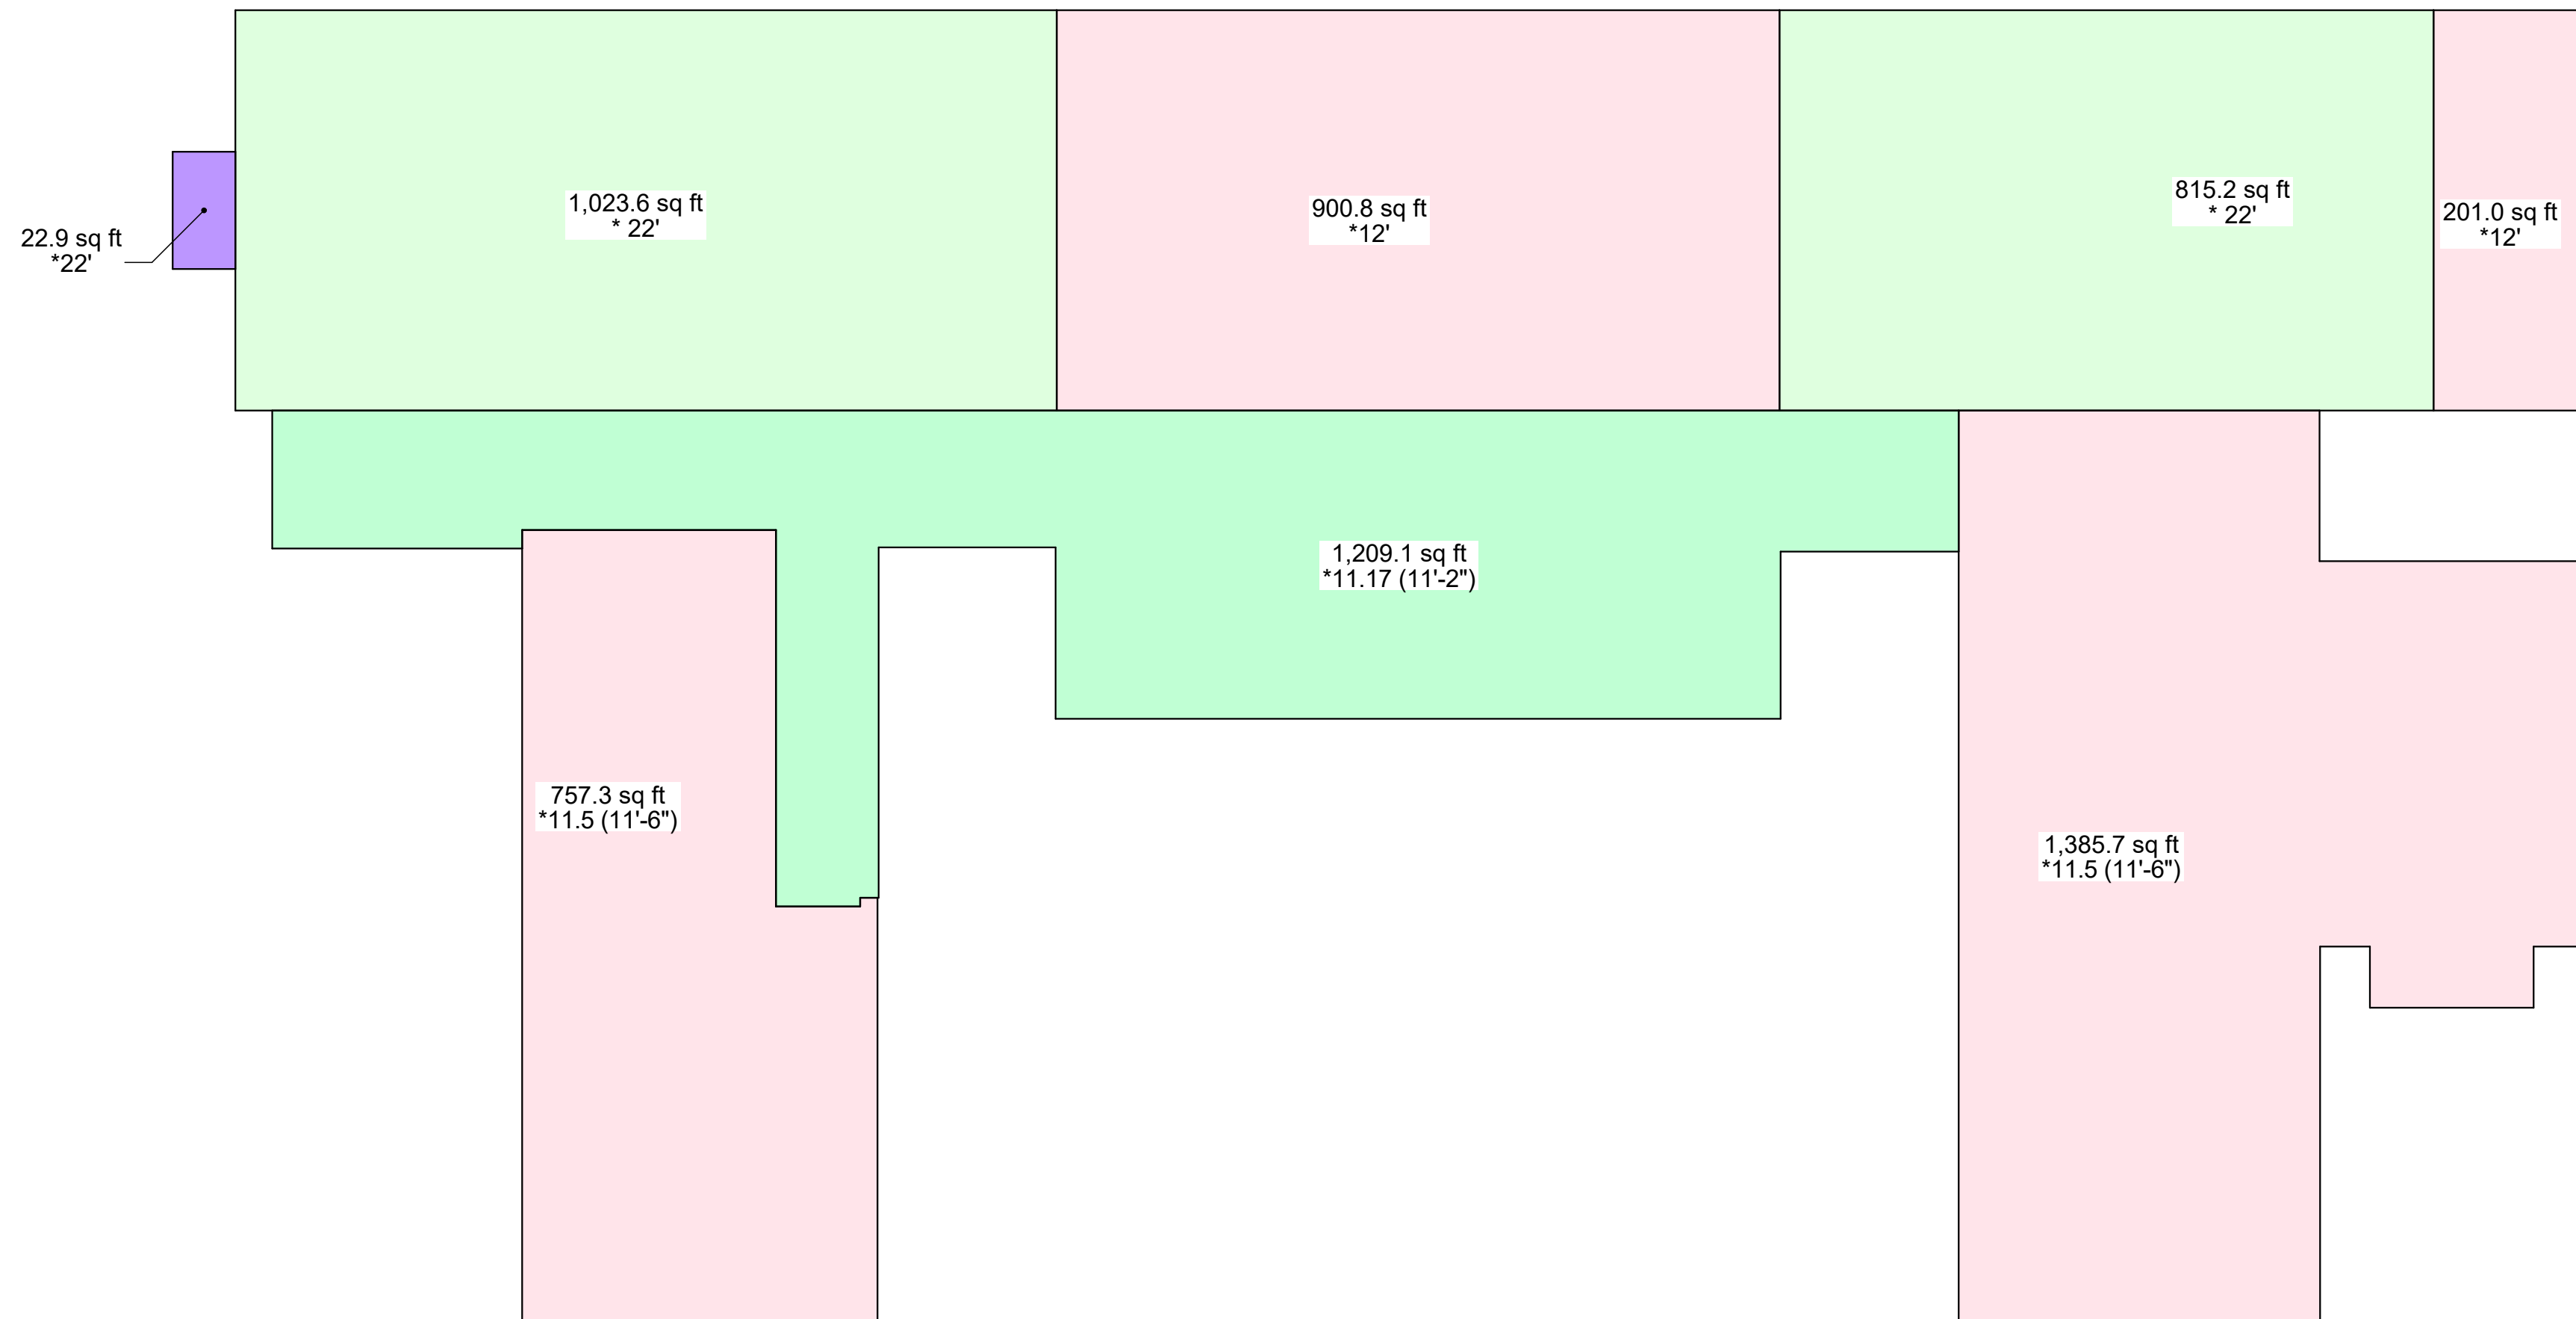 1,023.6 sq ft
* 22'
900.8 sq ft
*12'
815.2 sq ft
* 22'
201.0 sq ft
*12'
22.9 sq ft
*22'
1,209.1 sq ft
*11.17 (11'-2")
757.3 sq ft
*11.5 (11'-6")
1,385.7 sq ft
*11.5 (11'-6")